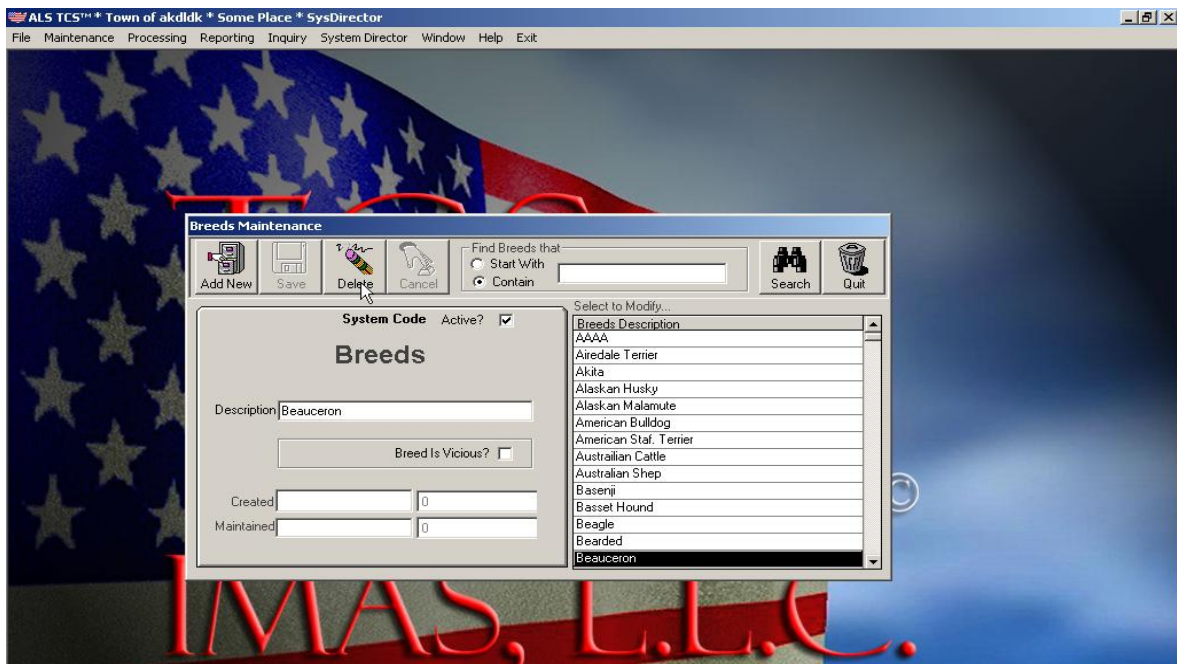 ALS TCS™ * Town of akdldk * Some Place * SysDirector
File Maintenance Processing Reporting Inquiry System Director Window Help Exit
Breeds Maintenance
Add New Save Delete Cancel
Find Breeds that
Start With
Contain
Search Quit
System Code Active?
Breeds
Description Beauceron
Breed Is Vicious?
Created 0
Maintained 0
Select to Modify...
Breeds Description
AAAA
Airedale Terrier
Akita
Alaskan Husky
Alaskan Malamute
American Bulldog
American Staf. Terrier
Austrailian Cattle
Australian Shep
Basenji
Basset Hound
Beagle
Bearded
Beauceron
©
IMAS, L.L.C.